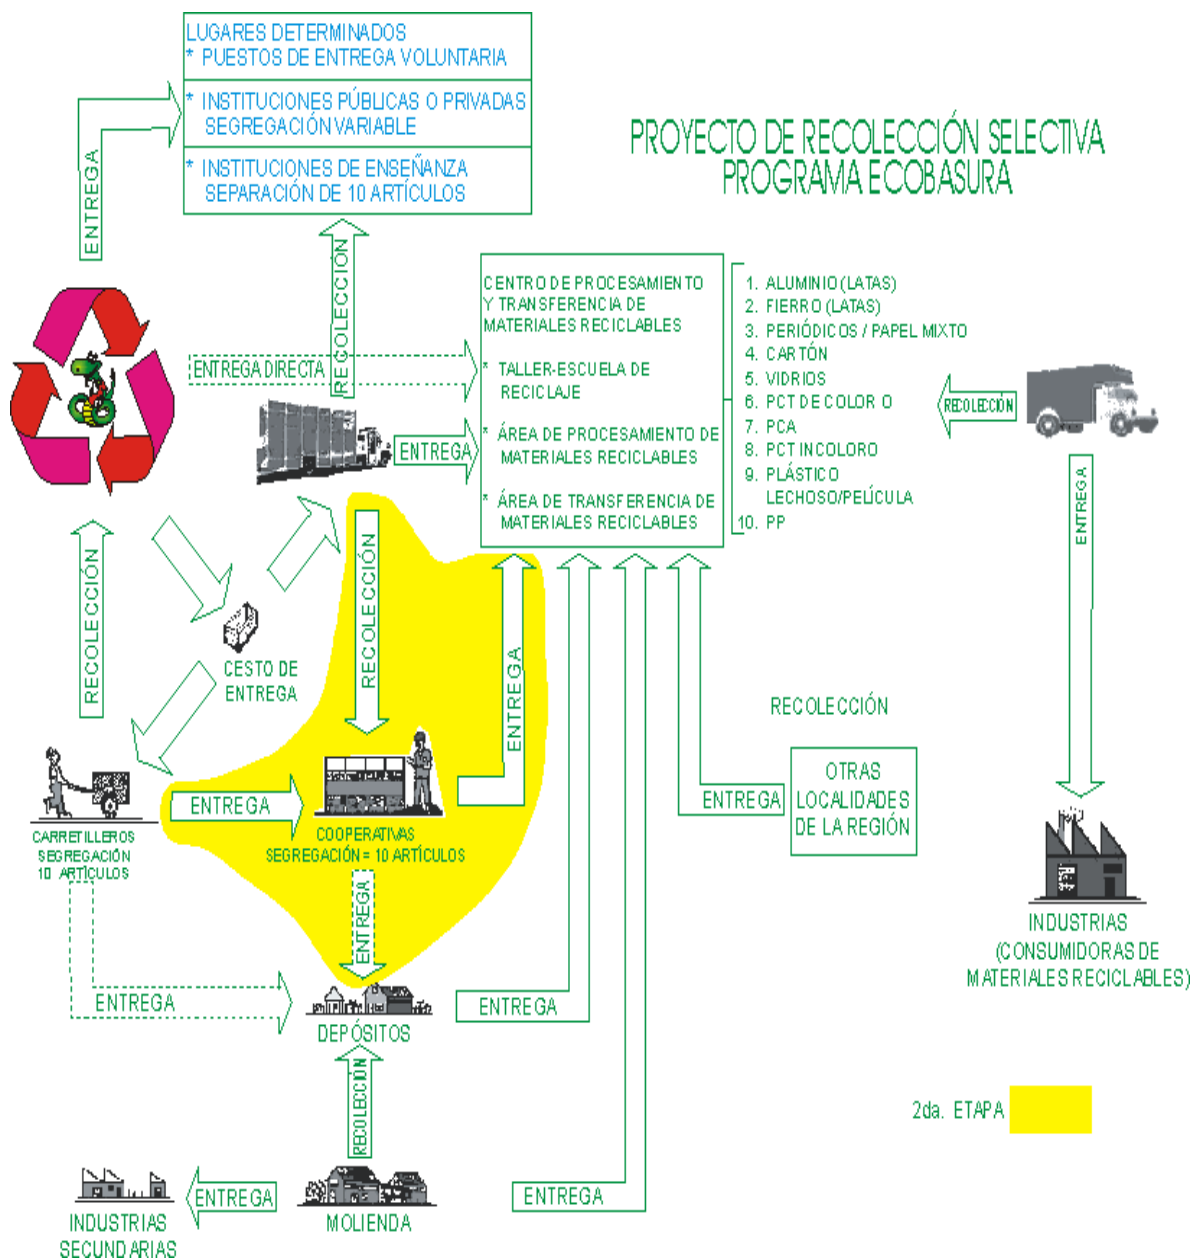 LUGARES DETERMINADOS
* PUESTOS DE ENTREGA VOLUNTARIA
* INSTITUCIONES PÚBLICAS O PRIVADAS
SEGREGACIÓN VARIABLE
* INSTITUCIONES DE ENSEÑANZA
SEPARACIÓN DE 10 ARTÍCULOS
PROYECTO DE RECOLECCIÓN SELECTIVA
PROGRAMA ECOBASURA
ENTREGA
RECOLECCIÓN
ENTREGA DIRECTA
CENTRO DE PROCESAMIENTO
Y TRANSFERENCIA DE
MATERIALES RECICLABLES
* TALLER-ESCUELA DE
RECICLAJE
* ÁREA DE PROCESAMIENTO DE
MATERIALES RECICLABLES
* ÁREA DE TRANSFERENCIA DE
MATERIALES RECICLABLES
1. ALUMINIO (LATAS)
2. FIERRO (LATAS)
3. PERIÓDICOS / PAPEL MIXTO
4. CARTÓN
5. VIDRIOS
6. PCT DE COLOR O
7. PCA
8. PCT INCOLORO
9. PLÁSTICO
LECHOSO/PELÍCULA
10. PP
RECOLECCIÓN
ENTREGA
ENTREGA
RECOLECCIÓN
RECOLECCIÓN
ENTREGA
CESTO DE
ENTREGA
RECOLECCIÓN
OTRAS
LOCALIDADES
DE LA REGIÓN
ENTREGA
ENTREGA
CARRETILLEROS
SEGREGACIÓN
10 ARTÍCULOS
COOPERATIVAS
SEGREGACIÓN = 10 ARTÍCULOS
ENTREGA
ENTREGA
DEPÓSITOS
ENTREGA
INDUSTRIAS
(CONSUMIDORAS DE
MATERIALES RECICLABLES)
RECOLECCIÓN
2da. ETAPA
ENTREGA
MOLIENDA
ENTREGA
INDUSTRIAS
SECUNDARIAS